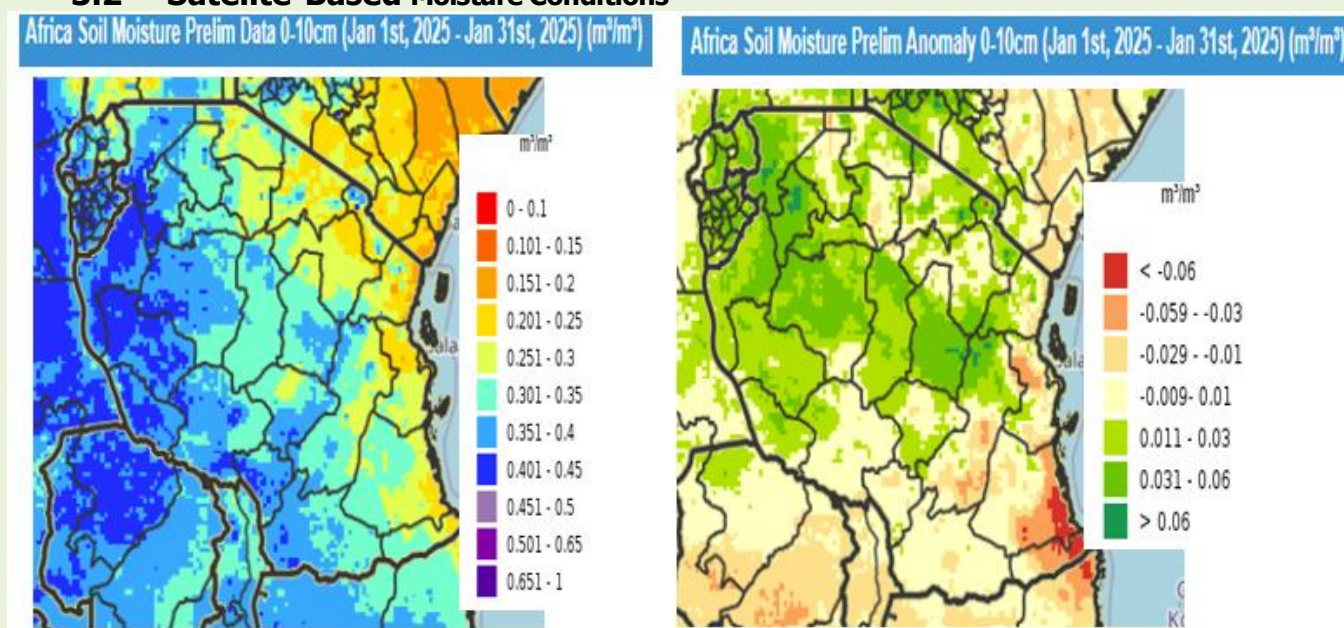 5.2 Satelite-Based Moisture Conditions
Africa Soil Moisture Prelim Data 0-10cm (Jan 1st, 2025 - Jan 31st, 2025) (m³/m³)
m³/m³
0 - 0.1
0.101 - 0.15
0.151 - 0.2
0.201 - 0.25
0.251 - 0.3
0.301 - 0.35
0.351 - 0.4
0.401 - 0.45
0.451 - 0.5
0.501 - 0.65
0.651 - 1
Africa Soil Moisture Prelim Anomaly 0-10cm (Jan 1st, 2025 - Jan 31st, 2025) (m³/m³)
m³/m³
< -0.06
-0.059 - -0.03
-0.029 - -0.01
-0.009- 0.01
0.011 - 0.03
0.031 - 0.06
> 0.06